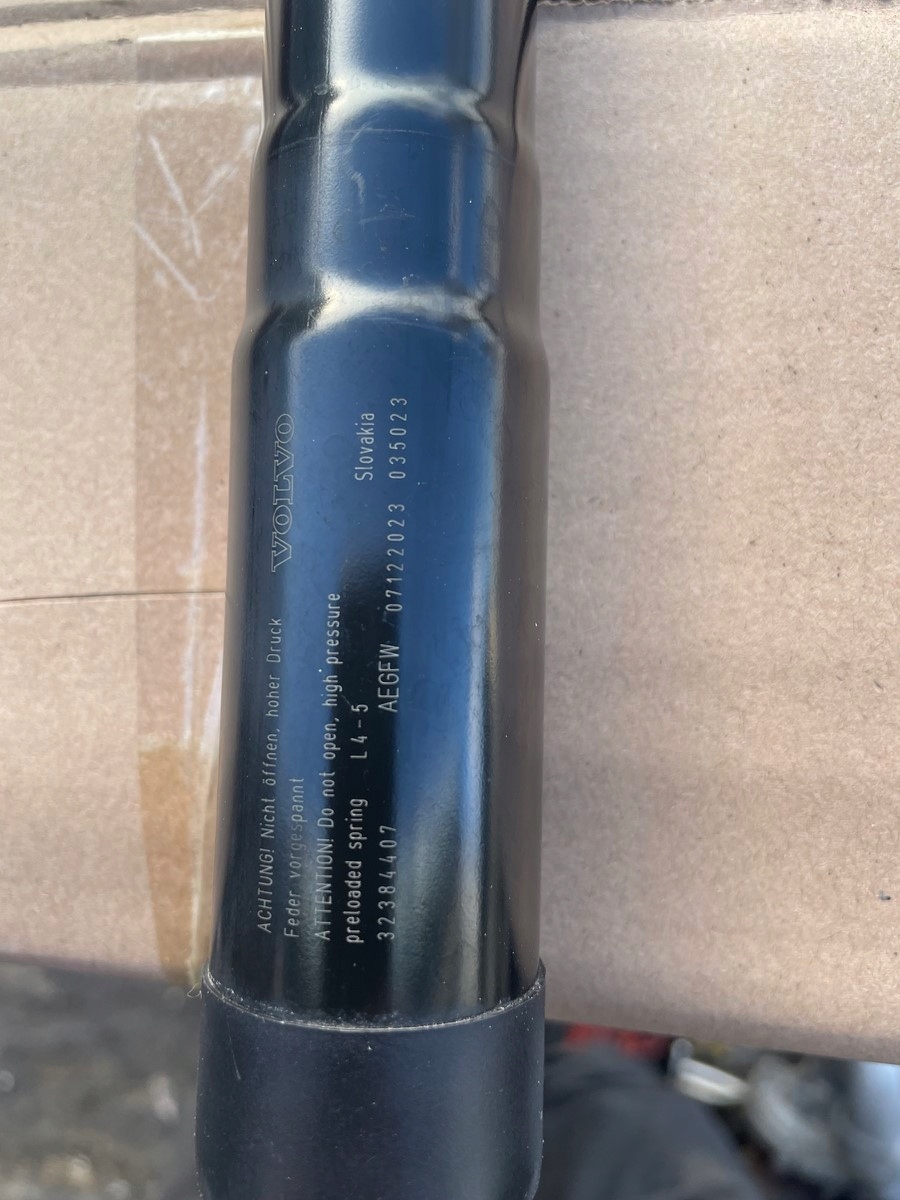 ACHTUNG! Nicht öffnen, hoher Druck VOLVO
Feder vorgespannt
ATTENTION! Do not open, high pressure
preloaded spring L4-5 Slovakia
32384407 AEGFW 07122023 035023